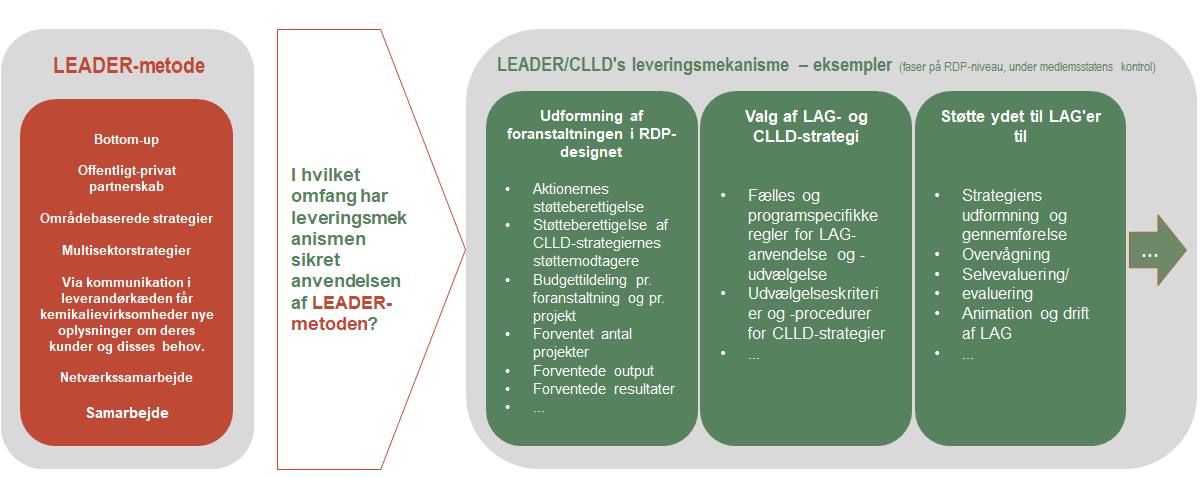 LEADER-metode
Bottom-up
Offentligt-privat
partnerskab
Områdebaserede strategier
Multisektorstrategier
Via kommunikation i
leverandørkæden får
kemikalievirksomheder nye
oplysninger om deres
kunder og disses behov.
Netværkssamarbejde
Samarbejde
I hvilket
omfang har
leveringsmek
anismen
sikret
anvendelsen
af LEADER-
metoden?
LEADER/CLLD's leveringsmekanisme – eksempler (faser på RDP-niveau, under medlemsstatens kontrol)
Udformning af
foranstaltningen i RDP-
designet
• Aktionernes
støtteberettigelse
• Støtteberettigelse af
CLLD-strategiernes
støttemodtagere
• Budgettildeling pr.
foranstaltning og pr.
projekt
• Forventet antal
projekter
• Forventede output
• Forventede resultater
• ...
Valg af LAG- og
CLLD-strategi
• Fælles og
programspecifikke
regler for LAG-
anvendelse og -
udvælgelse
• Udvælgelseskriteri
er og -procedurer
for CLLD-strategier
• ...
Støtte ydet til LAG'er
til
• Strategiens
udformning og
gennemførelse
• Overvågning
• Selvevaluering/
• evaluering
• Animation og drift
af LAG
• ...
...